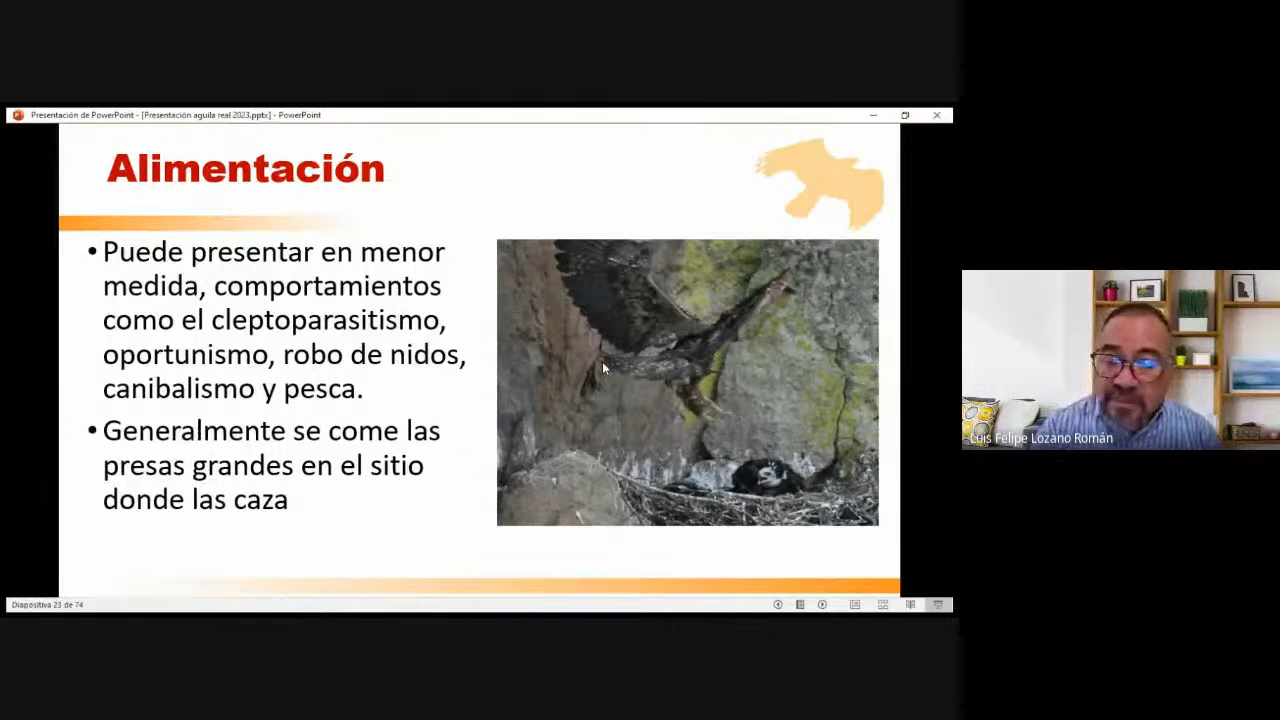 Presentación de PowerPoint - [Presentación aguila real 2023.pptx] - PowerPoint
Alimentación
• Puede presentar en menor
medida, comportamientos
como el cleptoparasitismo,
oportunismo, robo de nidos,
canibalismo y pesca.
• Generalmente se come las
presas grandes en el sitio
donde las caza
Luis Felipe Lozano Román
Diapositiva 23 de 74